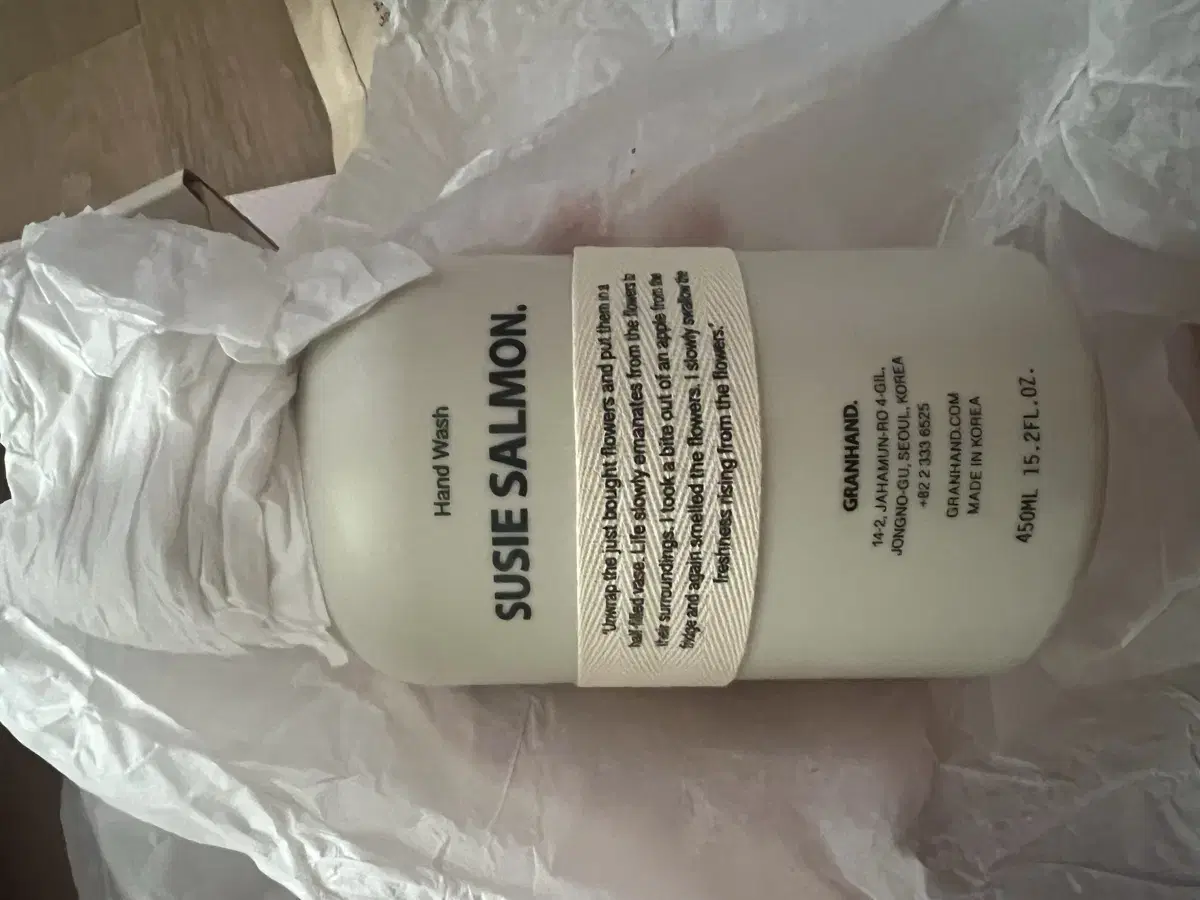 Hand Wash
SUSIE SALMON.
"Unwrap the just bought flowers and put them in a
half-filled vase. Life slowly emanates from the flowers to
their surroundings. I took a bite out of an apple from the
fridge and again smelled the flowers. I slowly swallow the
freshness rising from the flowers."
GRANHAND.
14-2, JAHAMUN-RO 4-GIL,
JONGNO-GU, SEOUL, KOREA
+82 2 333 6525
GRANHAND.COM
MADE IN KOREA
450ML 15.2FL.OZ.